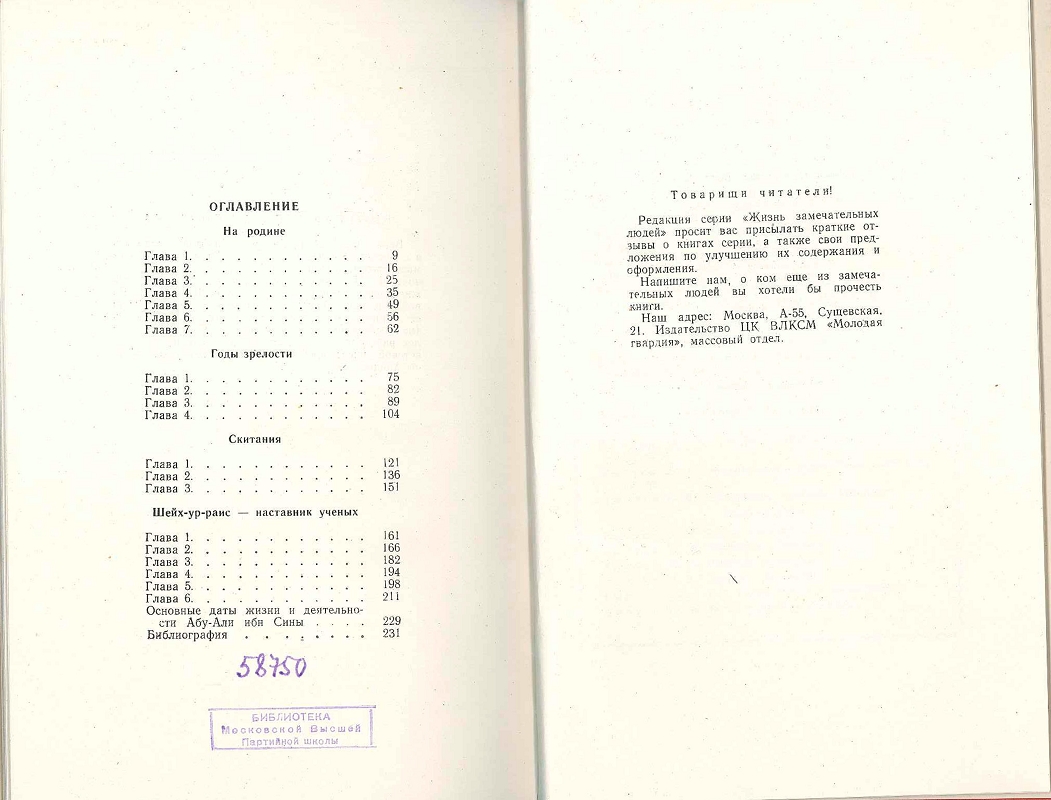 ОГЛАВЛЕНИЕ
На родине
Глава 1. . . . . . . . . . . . 9
Глава 2. . . . . . . . . . . . 16
Глава 3. . . . . . . . . . . . 25
Глава 4. . . . . . . . . . . . 35
Глава 5. . . . . . . . . . . . 49
Глава 6. . . . . . . . . . . . 56
Глава 7. . . . . . . . . . . . 62
Годы зрелости
Глава 1. . . . . . . . . . . . 75
Глава 2. . . . . . . . . . . . 82
Глава 3. . . . . . . . . . . . 89
Глава 4. . . . . . . . . . . . 104
Скитания
Глава 1. . . . . . . . . . . . 121
Глава 2. . . . . . . . . . . . 136
Глава 3. . . . . . . . . . . . 151
Шейх-ур-раис — наставник ученых
Глава 1. . . . . . . . . . . . 161
Глава 2. . . . . . . . . . . . 166
Глава 3. . . . . . . . . . . . 182
Глава 4. . . . . . . . . . . . 194
Глава 5. . . . . . . . . . . . 198
Глава 6. . . . . . . . . . . . 211
Основные даты жизни и деятельно-
сти Абу-Али ибн Сины . . . . 229
Библиография . . . . . . . . 231
58750
БИБЛИОТЕКА
Московской Высшей
Партийной школы
Товарищи читатели!
Редакция серии «Жизнь замечательных
людей» просит вас присылать краткие от-
зывы о книгах серии, а также свои пред-
ложения по улучшению их содержания и
оформления.
Напишите нам, о ком еще из замеча-
тельных людей вы хотели бы прочесть
книги.
Наш адрес: Москва, А-55, Сущевская,
21. Издательство ЦК ВЛКСМ «Молодая
гвардия», массовый отдел.